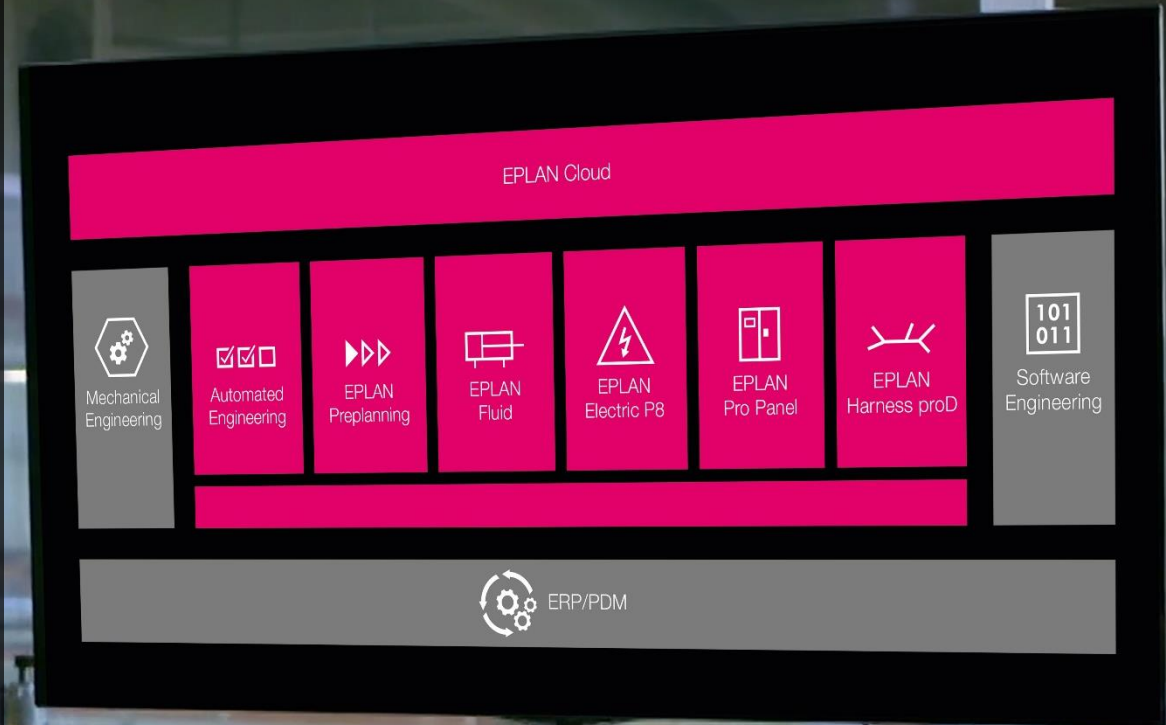 EPLAN Cloud
Mechanical
Engineering
Automated
Engineering
EPLAN
Preplanning
EPLAN
Fluid
EPLAN
Electric P8
EPLAN
Pro Panel
EPLAN
Harness proD
101
011
Software
Engineering
ERP/PDM